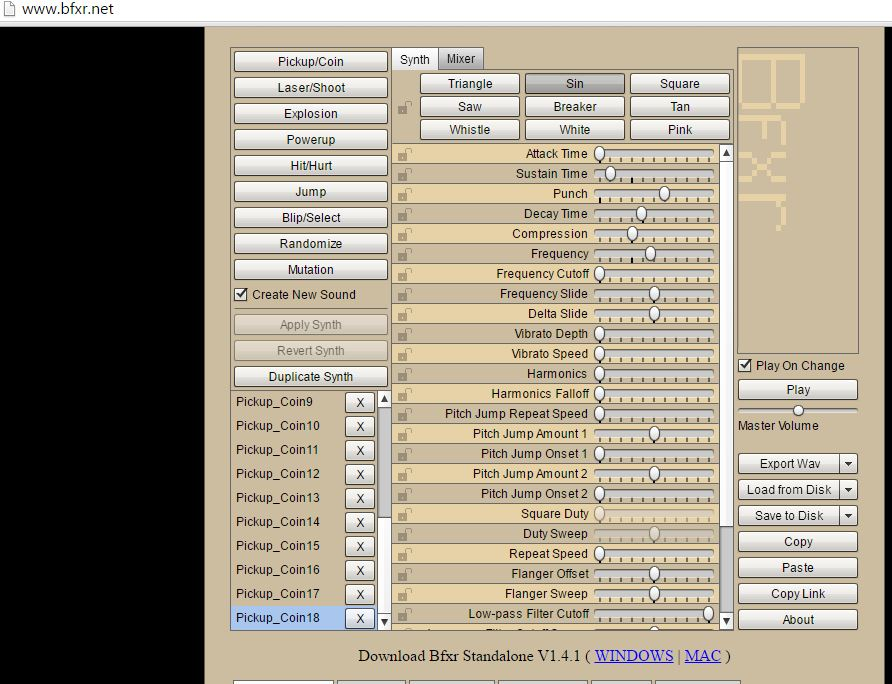 www.bfxr.net
Pickup/Coin
Laser/Shoot
Explosion
Powerup
Hit/Hurt
Jump
Blip/Select
Randomize
Mutation
Create New Sound
Apply Synth
Revert Synth
Duplicate Synth
Pickup_Coin9 X
Pickup_Coin10 X
Pickup_Coin11 X
Pickup_Coin12 X
Pickup_Coin13 X
Pickup_Coin14 X
Pickup_Coin15 X
Pickup_Coin16 X
Pickup_Coin17 X
Pickup_Coin18 X
Synth Mixer
Triangle Sin Square
Saw Breaker Tan
Whistle White Pink
Attack Time
Sustain Time
Punch
Decay Time
Compression
Frequency
Frequency Cutoff
Frequency Slide
Delta Slide
Vibrato Depth
Vibrato Speed
Harmonics
Harmonics Falloff
Pitch Jump Repeat Speed
Pitch Jump Amount 1
Pitch Jump Onset 1
Pitch Jump Amount 2
Pitch Jump Onset 2
Square Duty
Duty Sweep
Repeat Speed
Flanger Offset
Flanger Sweep
Low-pass Filter Cutoff
Bfxr
Play On Change
Play
Master Volume
Export Wav
Load from Disk
Save to Disk
Copy
Paste
Copy Link
About
Download Bfxr Standalone V1.4.1 ( WINDOWS | MAC )